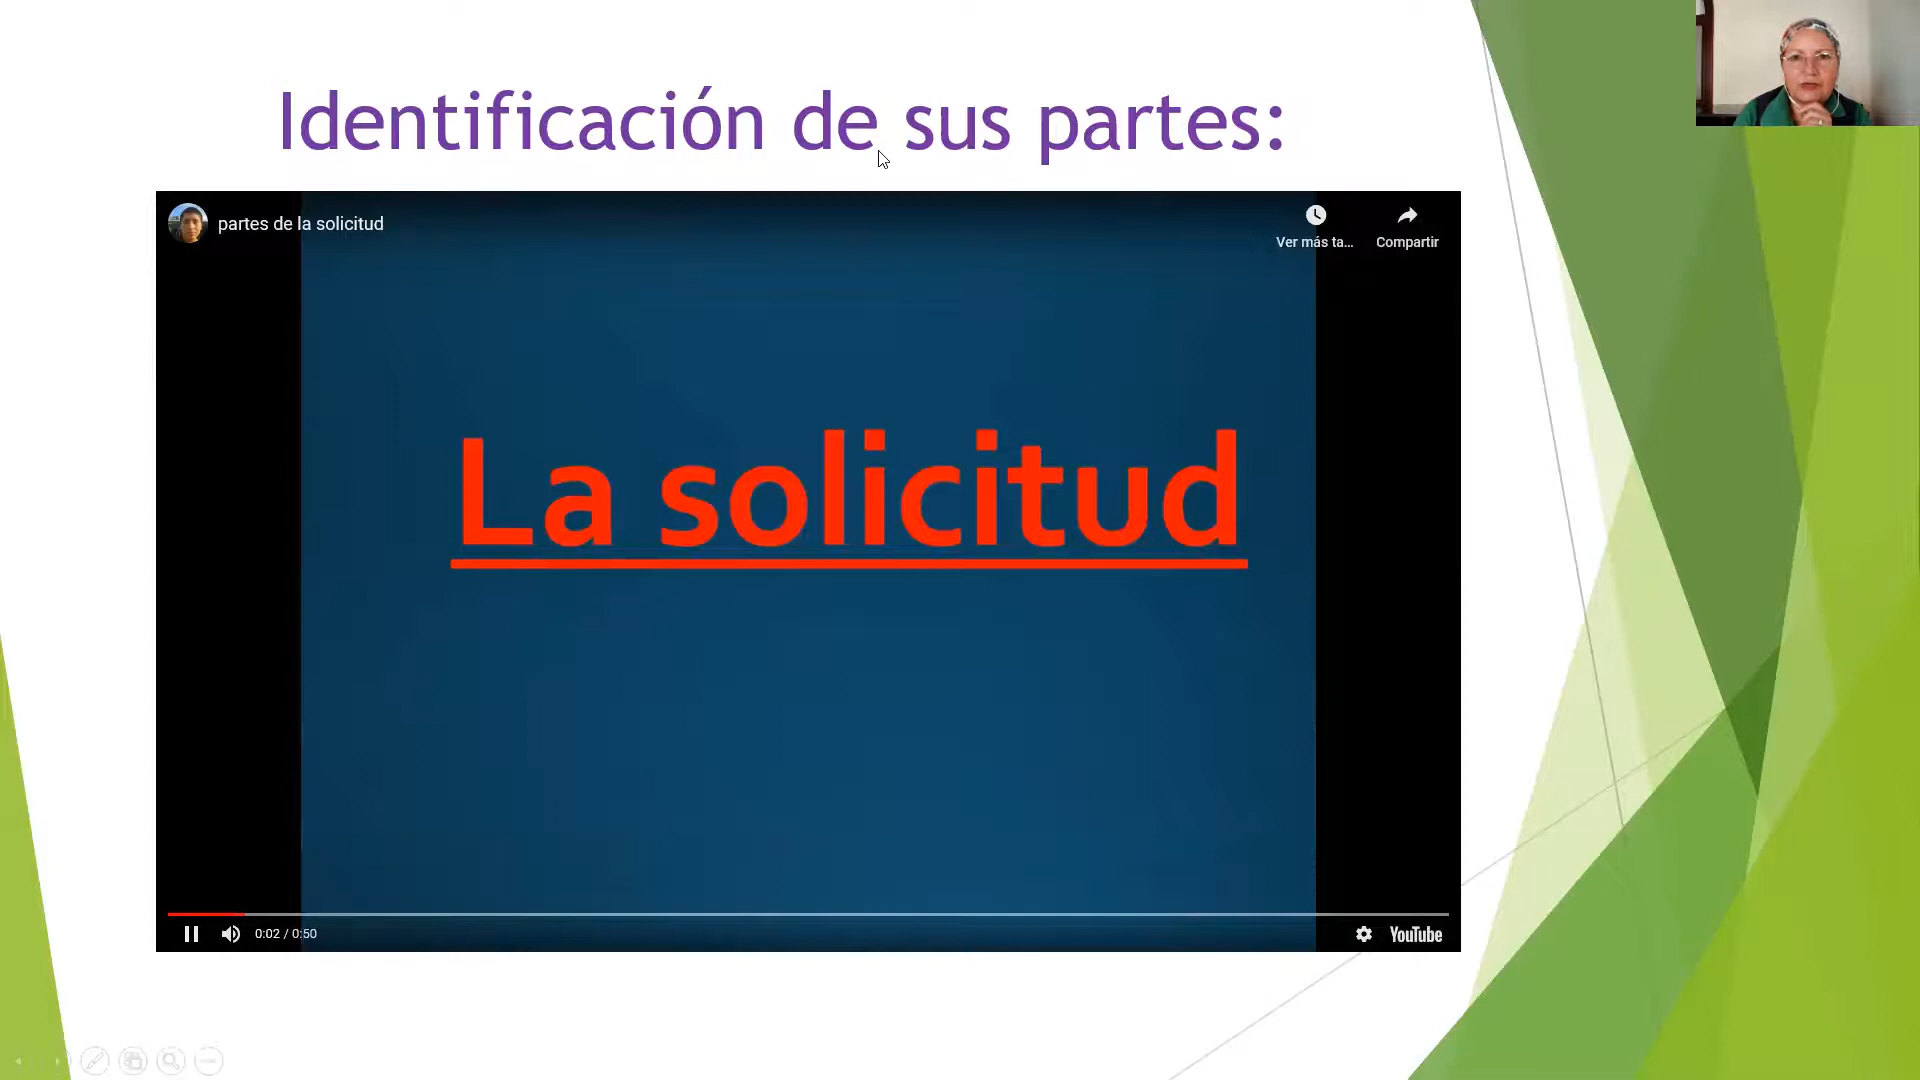 Identificación de sus partes:
partes de la solicitud
Ver más ta...
Compartir
La solicitud
0:02 / 0:50
YouTube